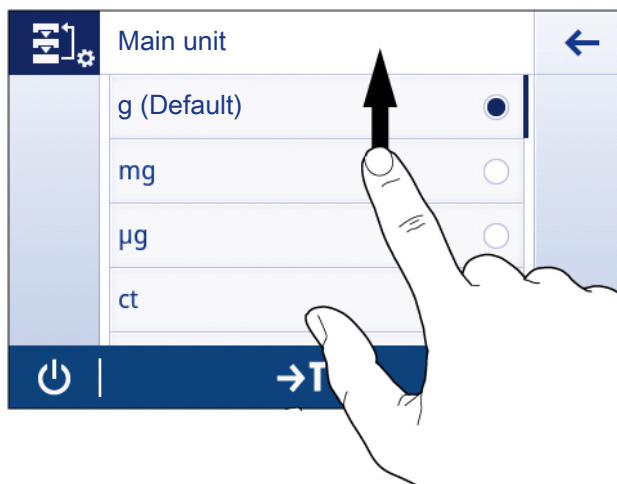 Main unit
g (Default)
mg
µg
ct
→T